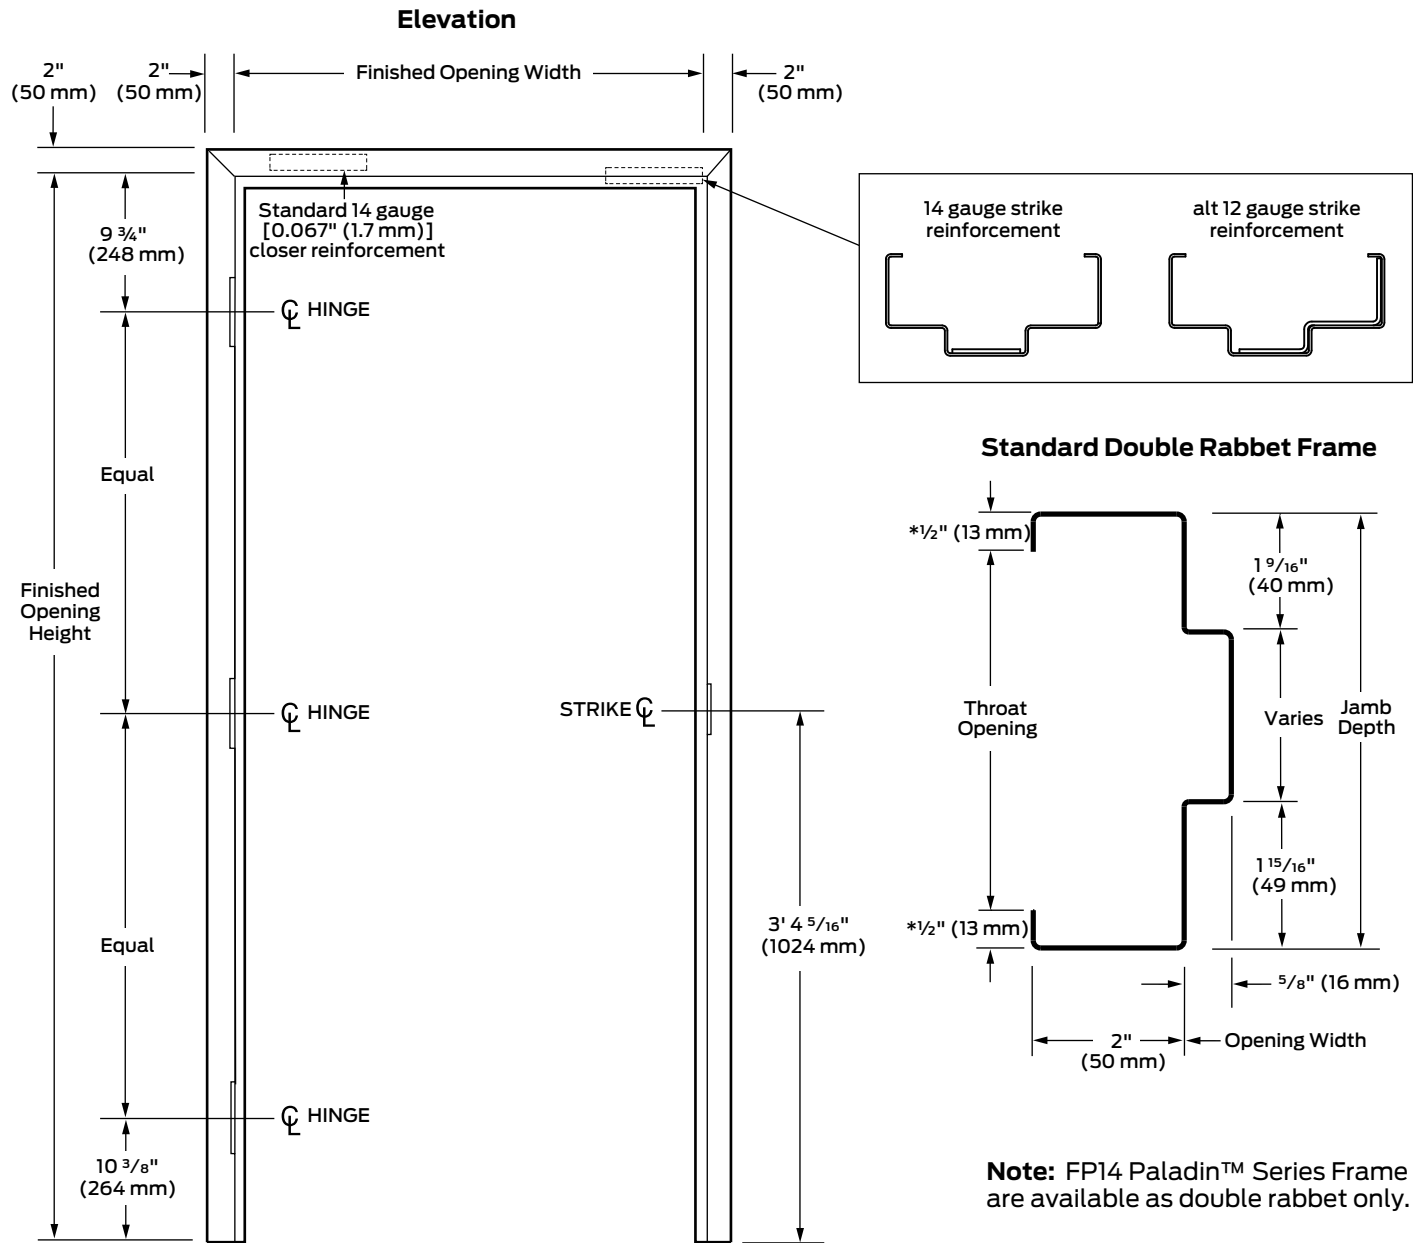 Elevation
2"
(50 mm)
2"
(50 mm)
Finished Opening Width
2"
(50 mm)
Standard 14 gauge
[0.067" (1.7 mm)]
closer reinforcement
9 ¾"
(248 mm)
℄ HINGE
Equal
Finished
Opening
Height
℄ HINGE
STRIKE ℄
Equal
3' 4 5/16"
(1024 mm)
℄ HINGE
10 3/8"
(264 mm)
14 gauge strike
reinforcement
alt 12 gauge strike
reinforcement
Standard Double Rabbet Frame
*½" (13 mm)
1 9/16"
(40 mm)
Throat
Opening
Varies
Jamb
Depth
1 15/16"
(49 mm)
*½" (13 mm)
5/8" (16 mm)
2"
(50 mm)
Opening Width
Note: FP14 Paladin™ Series Frame
are available as double rabbet only.